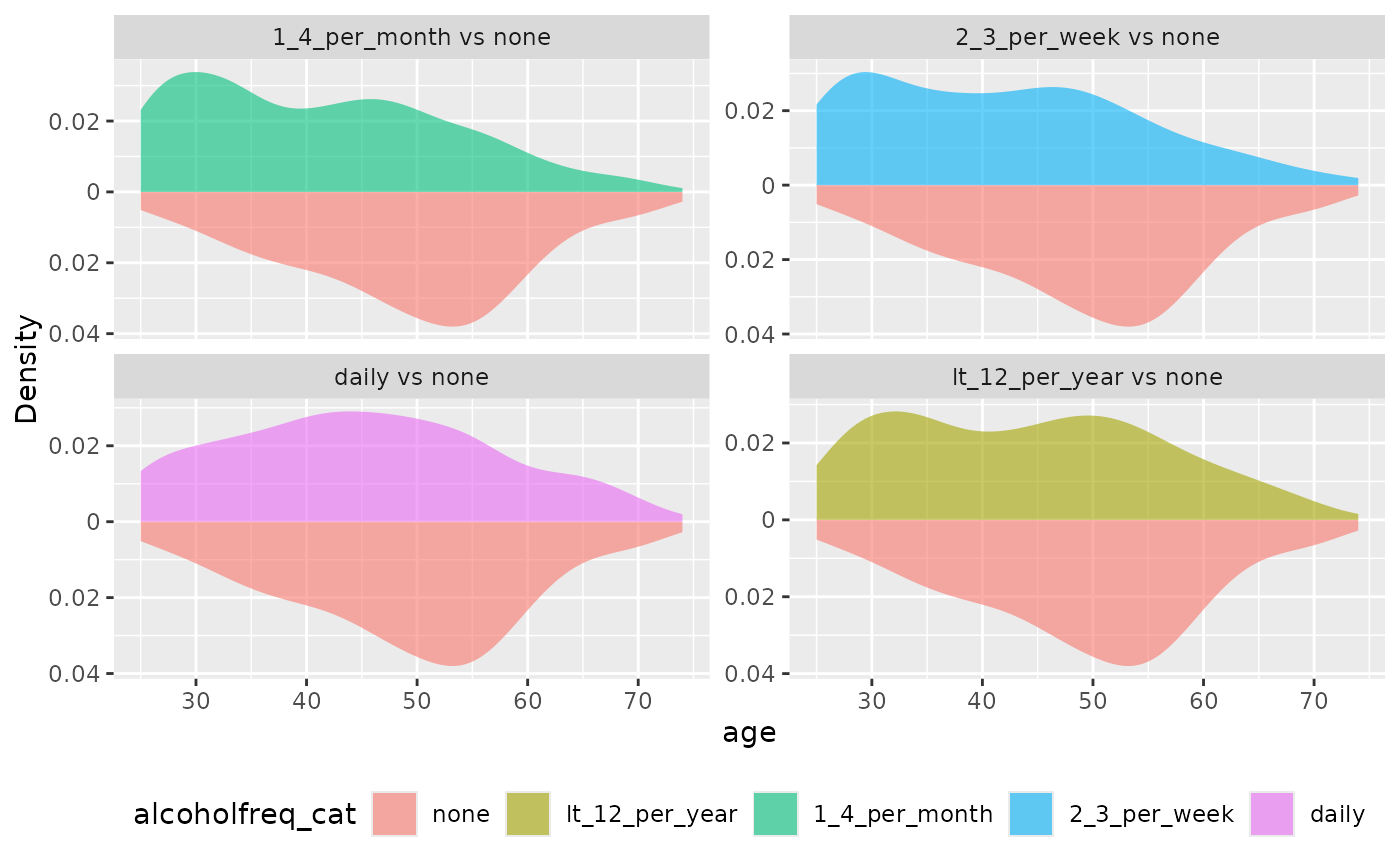 1_4_per_month vs none
2_3_per_week vs none
0.02
0
0.02
0.04
0.02
0
0.02
0.04
Density
daily vs none
lt_12_per_year vs none
0.02
0
0.02
0.04
0.02
0
0.02
0.04
30 40 50 60 70
30 40 50 60 70
age
alcoholfreq_cat none lt_12_per_year 1_4_per_month 2_3_per_week daily